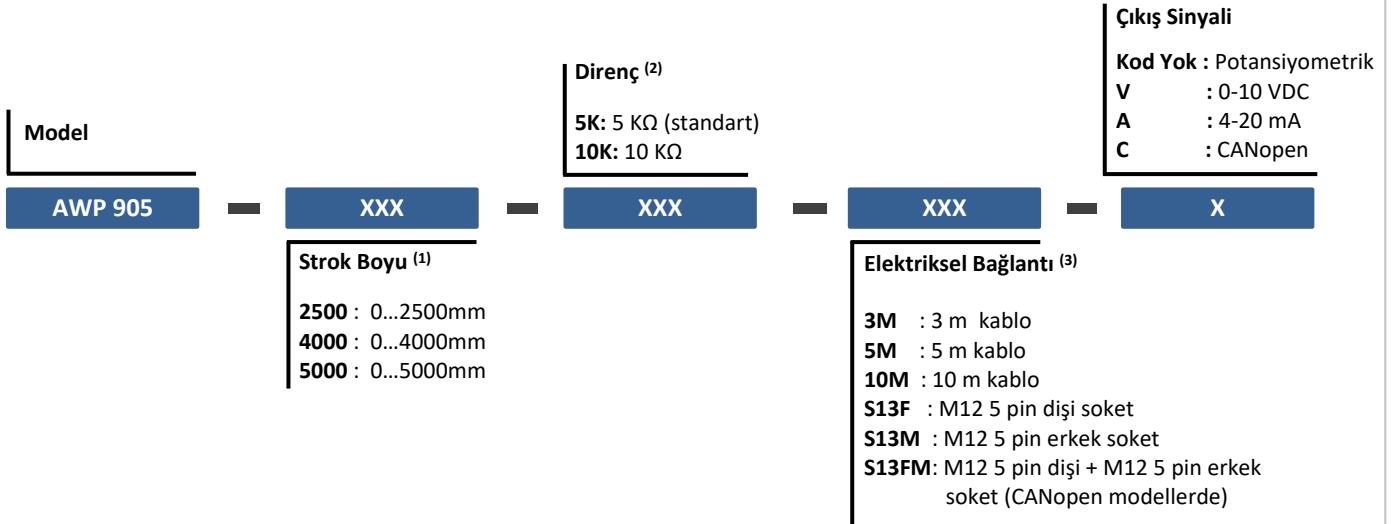 Model
Direnç (2)
5K: 5 KΩ (standart)
10K: 10 KΩ
Çıkış Sinyali
Kod Yok : Potansiyometrik
V : 0-10 VDC
A : 4-20 mA
C : CANopen
AWP 905 – XXX – XXX – XXX – X
Strok Boyu (1)
2500 : 0...2500mm
4000 : 0...4000mm
5000 : 0...5000mm
Elektriksel Bağlantı (3)
3M : 3 m kablo
5M : 5 m kablo
10M : 10 m kablo
S13F : M12 5 pin dişi soket
S13M : M12 5 pin erkek soket
S13FM: M12 5 pin dişi + M12 5 pin erkek
soket (CANopen modellerde)